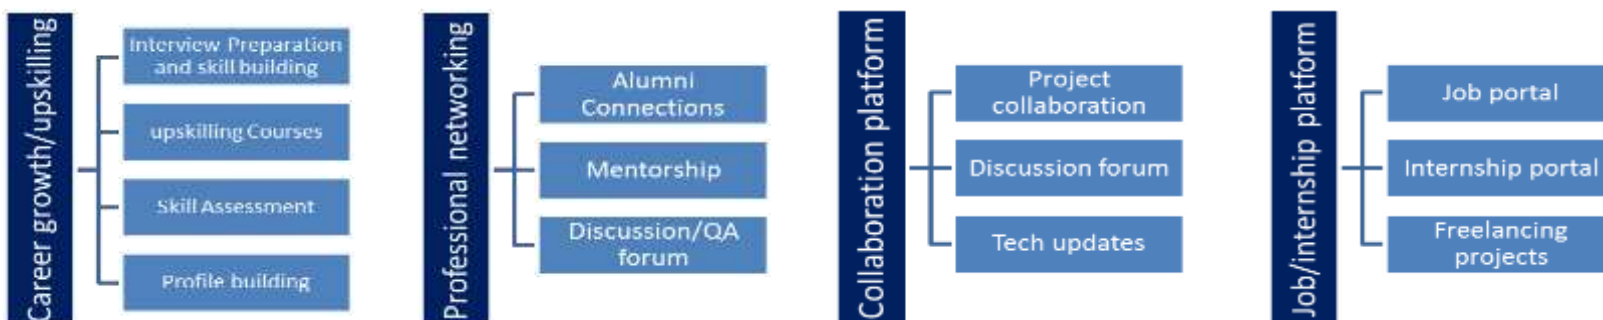 Career growth/upskilling
Interview Preparation
and skill building
upskilling Courses
Skill Assessment
Profile building
Professional networking
Alumni
Connections
Mentorship
Discussion/QA
forum
Collaboration platform
Project
collaboration
Discussion forum
Tech updates
Job/internship platform
Job portal
Internship portal
Freelancing
projects